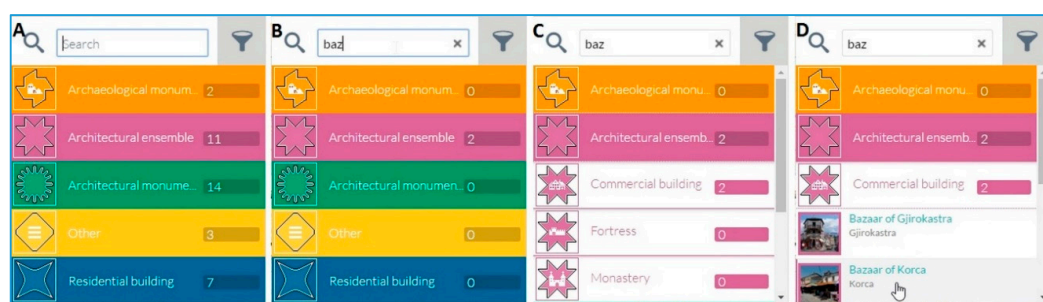 A
Search
Archaeological monum... 2
Architectural ensemble 11
Architectural monume... 14
Other 3
Residential building 7
B
baz ×
Archaeological monum... 0
Architectural ensemble 2
Architectural monumen... 0
Other 0
Residential building 0
C
baz ×
Archaeological monu... 0
Architectural ensemb... 2
Commercial building 2
Fortress 0
Monastery 0
D
baz ×
Archaeological monu... 0
Architectural ensemb... 2
Commercial building 2
Bazaar of Gjirokastra
Gjirokastra
Bazaar of Korca
Korca